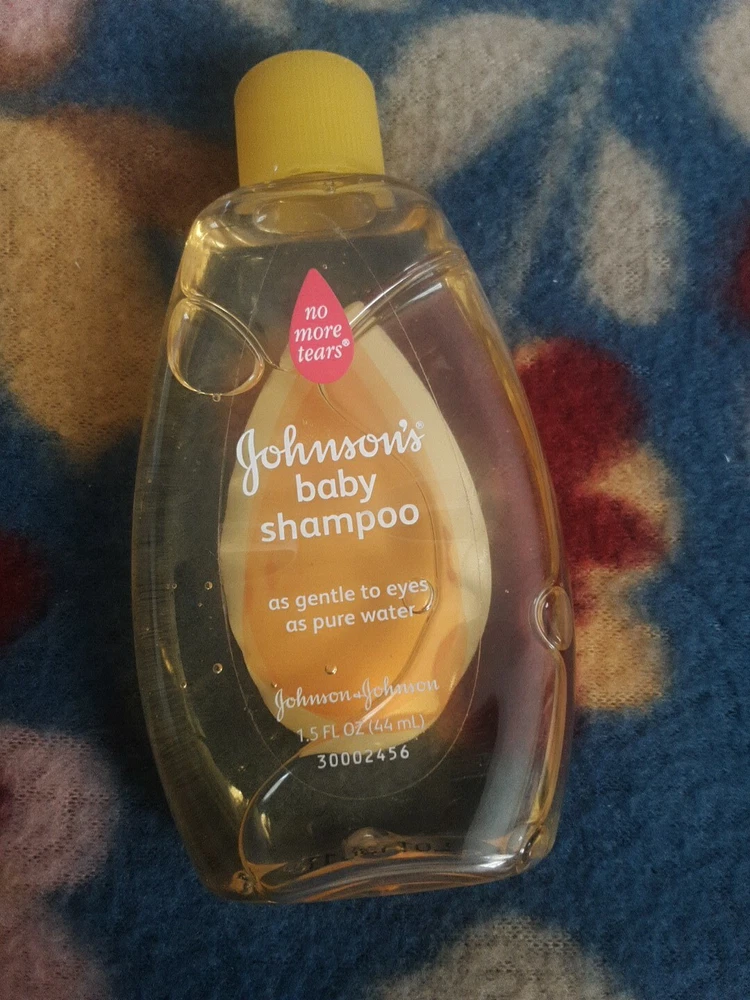 no
more
tears®
Johnson's®
baby
shampoo
as gentle to eyes
as pure water
Johnson & Johnson
1.5 FL OZ (44 mL)
30002456